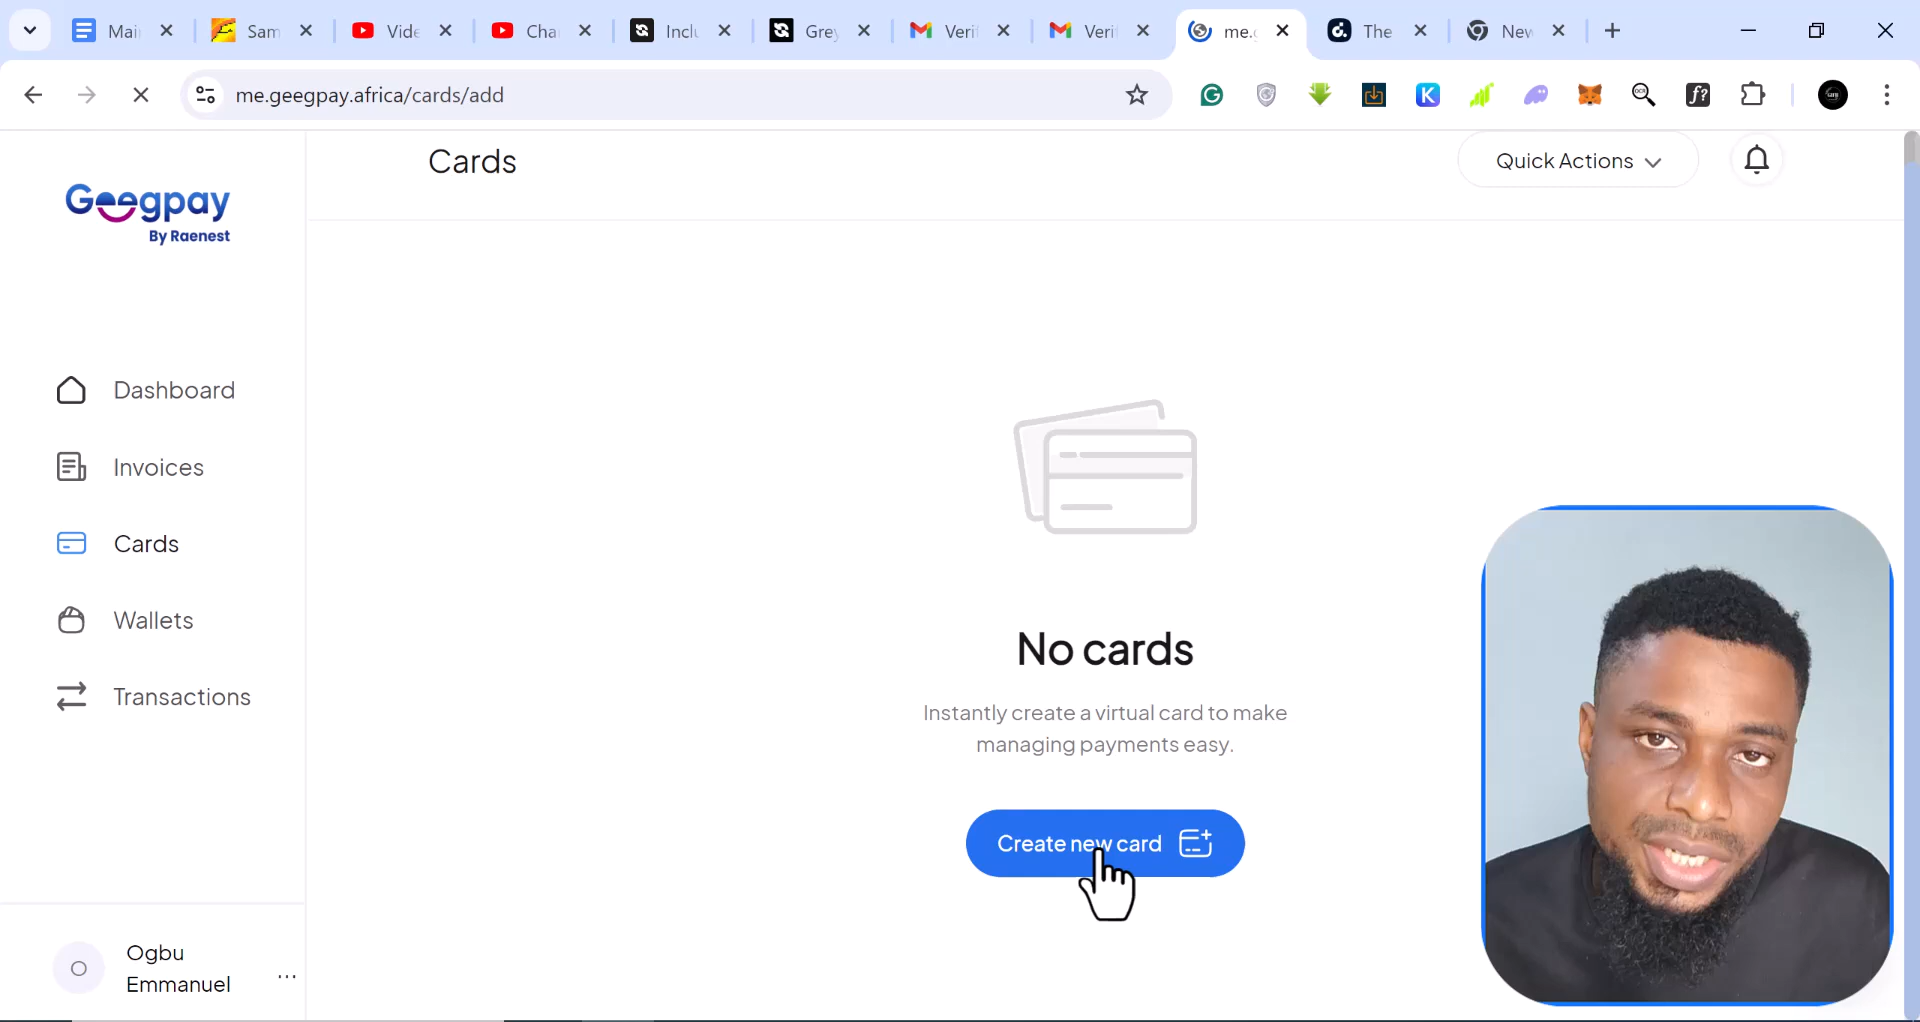 Mai
Sam
Vide
Cha
Incl
Grey
Veri
Veri
me.g
The
New
me.geegpay.africa/cards/add
Geegpay
By Raenest
Cards
Quick Actions
Dashboard
Invoices
Cards
Wallets
Transactions
No cards
Instantly create a virtual card to make
managing payments easy.
Create new card
O
Ogbu
Emmanuel
...